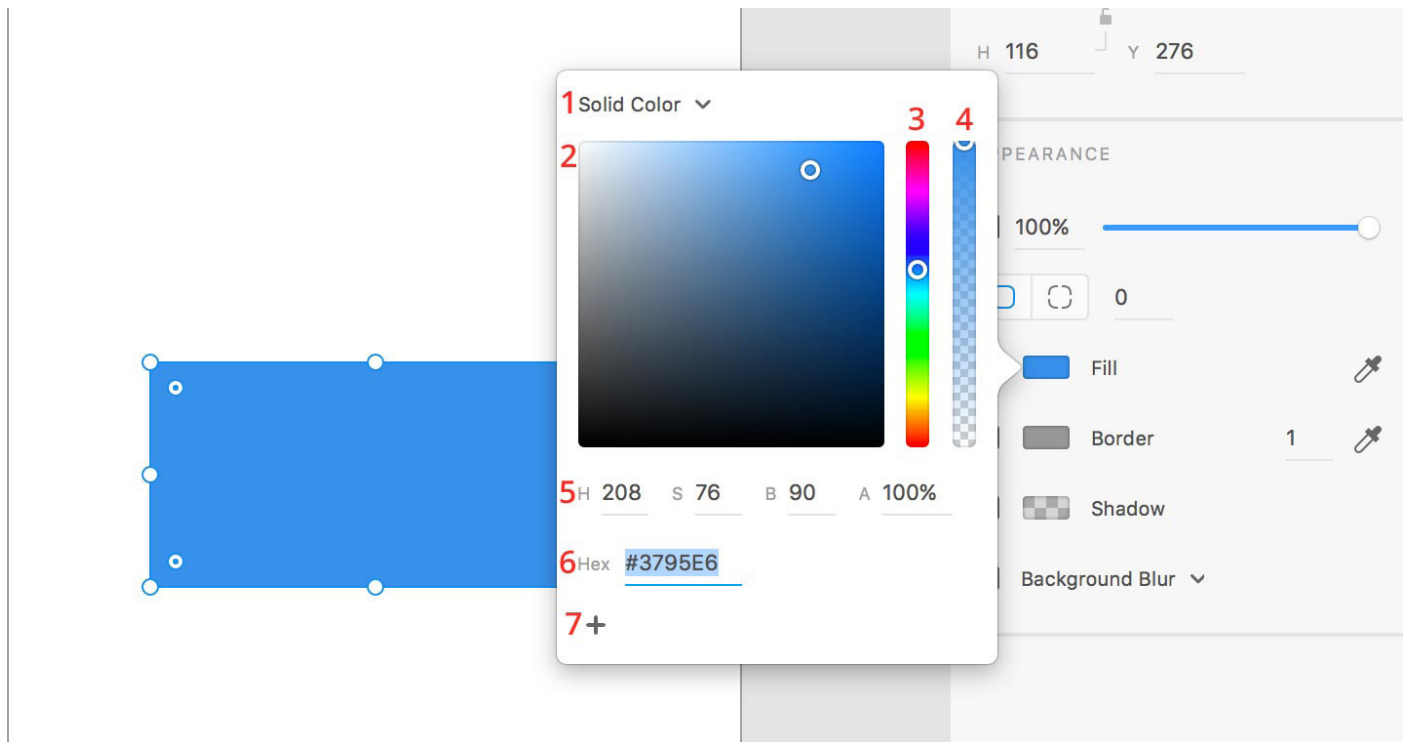 H 116 Y 276
1 Solid Color
3 4
2
PEARANCE
100%
0
Fill
Border 1
5 H 208 S 76 B 90 A 100%
Shadow
6 Hex #3795E6
Background Blur
7 +